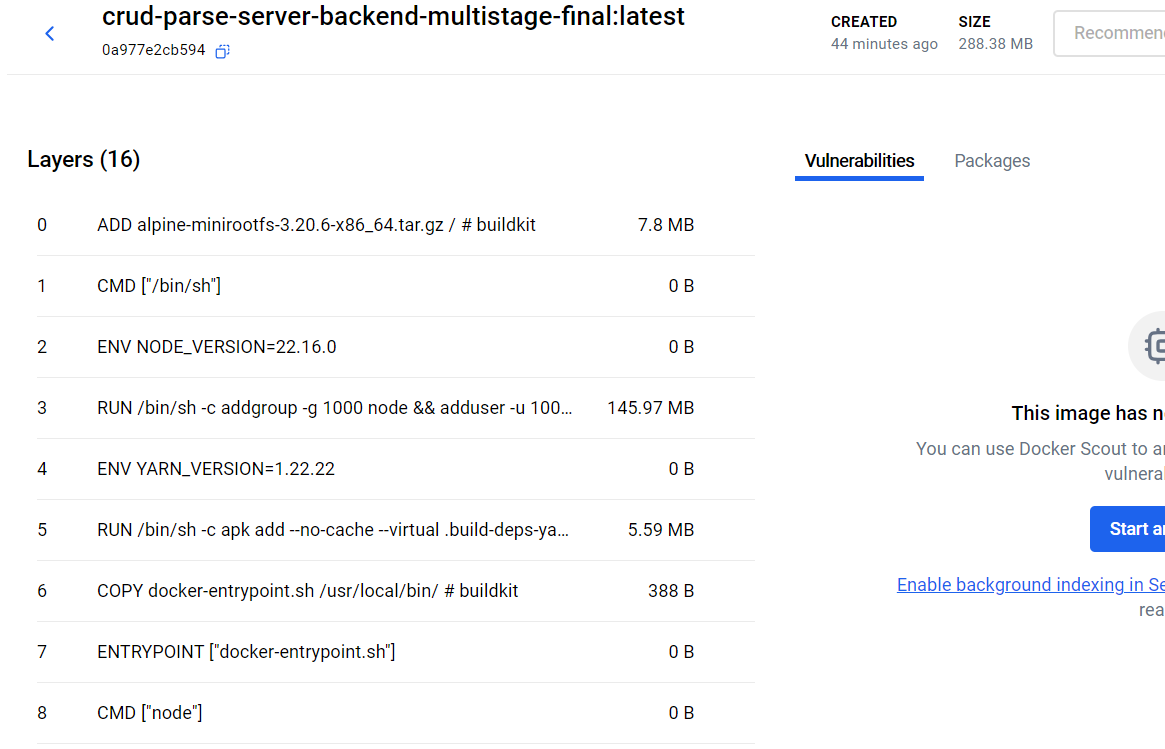 crud-parse-server-backend-multistage-final:latest
0a977e2cb594
CREATED
44 minutes ago
SIZE
288.38 MB
Recommen
Layers (16)
0 ADD alpine-minirootfs-3.20.6-x86_64.tar.gz / # buildkit 7.8 MB
1 CMD ["/bin/sh"] 0 B
2 ENV NODE_VERSION=22.16.0 0 B
3 RUN /bin/sh -c addgroup -g 1000 node && adduser -u 100... 145.97 MB
4 ENV YARN_VERSION=1.22.22 0 B
5 RUN /bin/sh -c apk add --no-cache --virtual .build-deps-ya... 5.59 MB
6 COPY docker-entrypoint.sh /usr/local/bin/ # buildkit 388 B
7 ENTRYPOINT ["docker-entrypoint.sh"] 0 B
8 CMD ["node"] 0 B
Vulnerabilities Packages
This image has n
You can use Docker Scout to a
vulnera
Start a
Enable background indexing in Se
rea